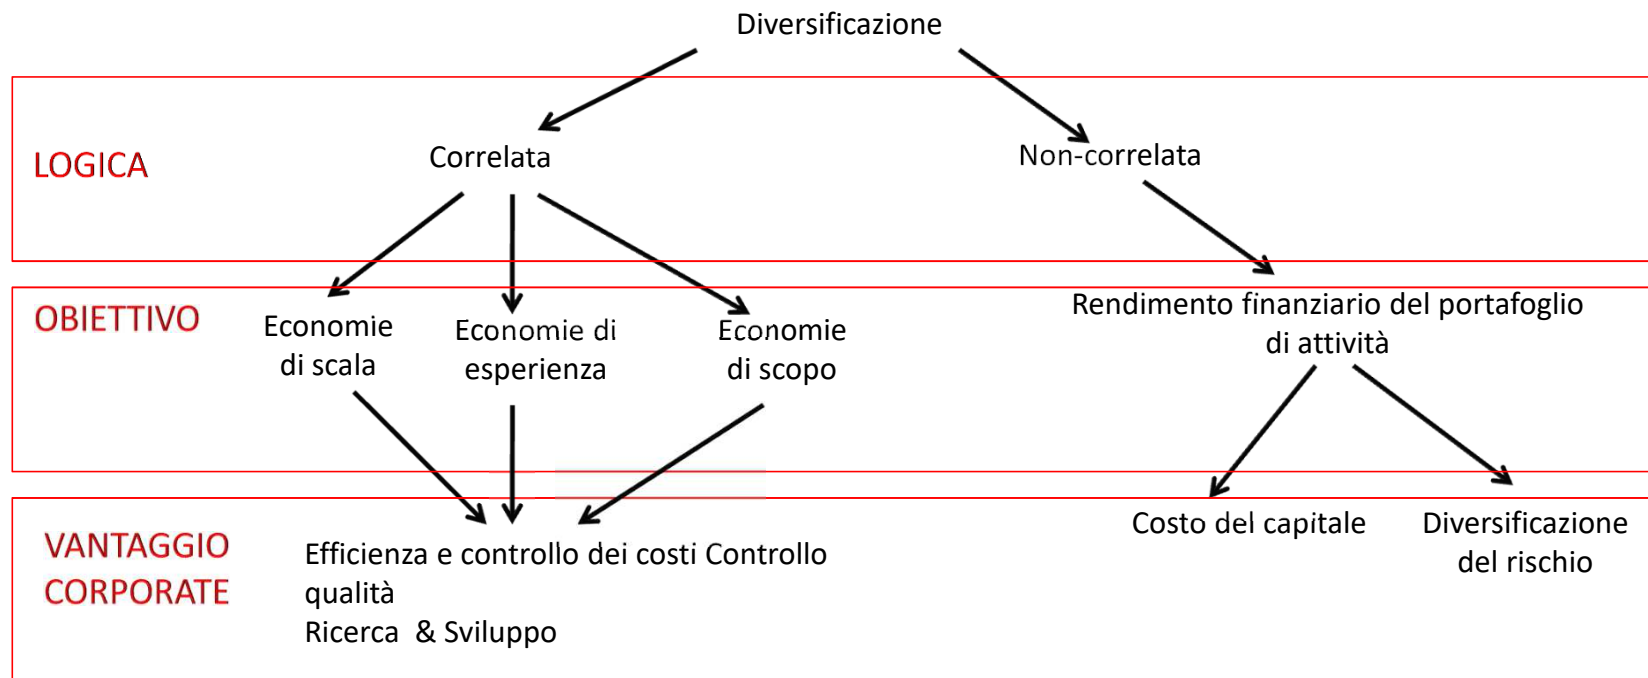 Diversificazione
LOGICA
Correlata
Non-correlata
OBIETTIVO
Economie
di scala
Economie di
esperienza
Economie
di scopo
Rendimento finanziario del portafoglio
di attività
VANTAGGIO
CORPORATE
Efficienza e controllo dei costi Controllo
qualità
Ricerca & Sviluppo
Costo del capitale
Diversificazione
del rischio